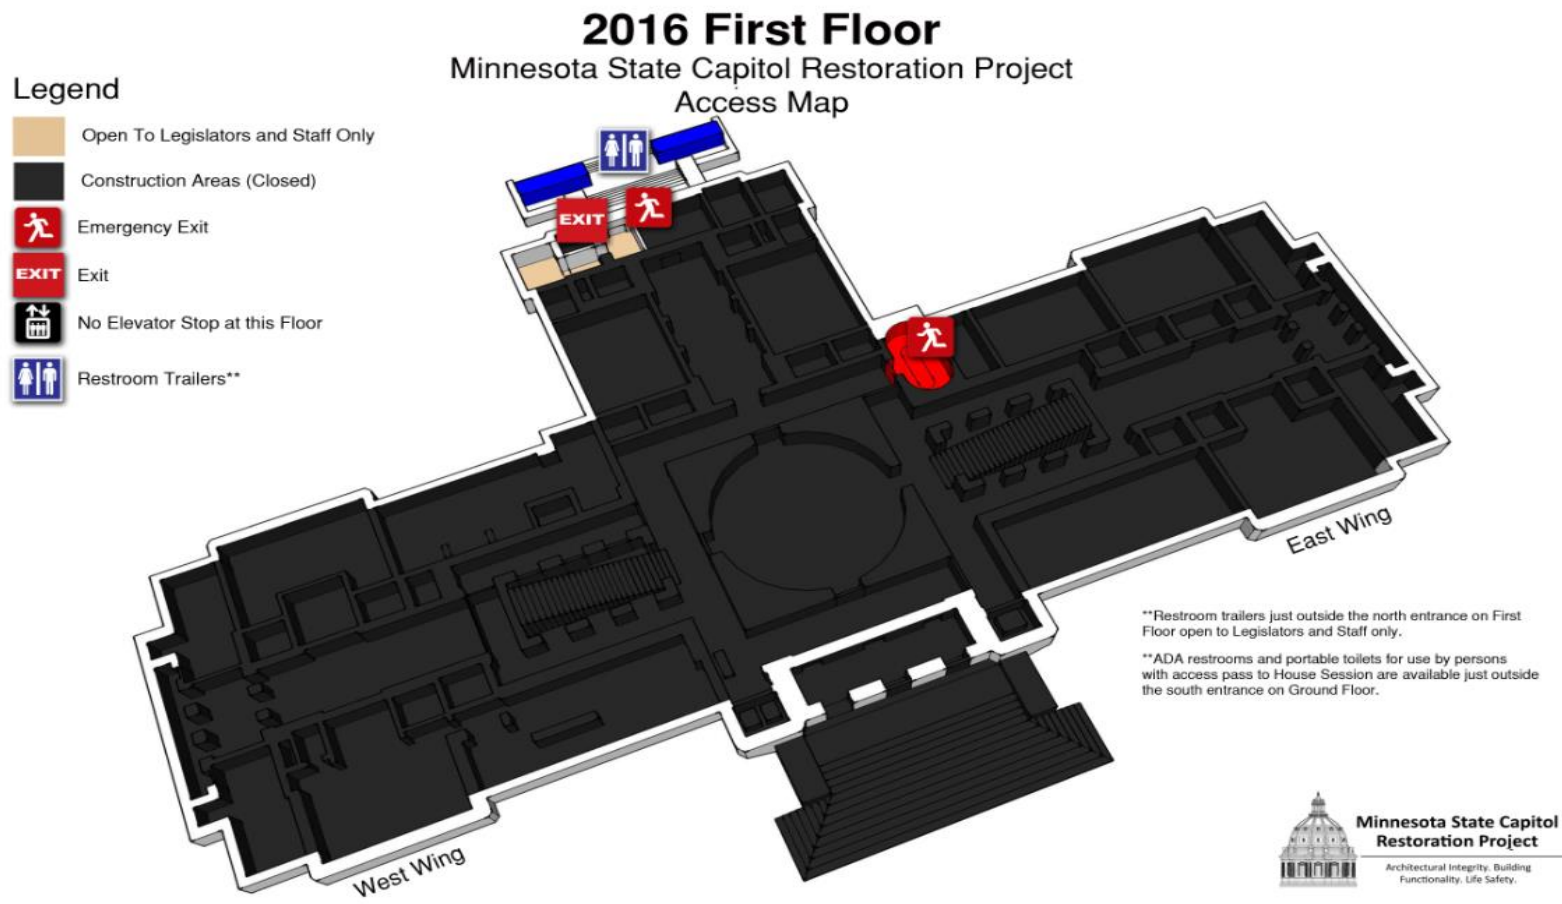 2016 First Floor
Minnesota State Capitol Restoration Project
Access Map
Legend
Open To Legislators and Staff Only
Construction Areas (Closed)
Emergency Exit
EXIT
Exit
No Elevator Stop at this Floor
Restroom Trailers**
EXIT
East Wing
West Wing
**Restroom trailers just outside the north entrance on First
Floor open to Legislators and Staff only.
**ADA restrooms and portable toilets for use by persons
with access pass to House Session are available just outside
the south entrance on Ground Floor.
Minnesota State Capitol
Restoration Project
Architectural Integrity. Building
Functionality. Life Safety.